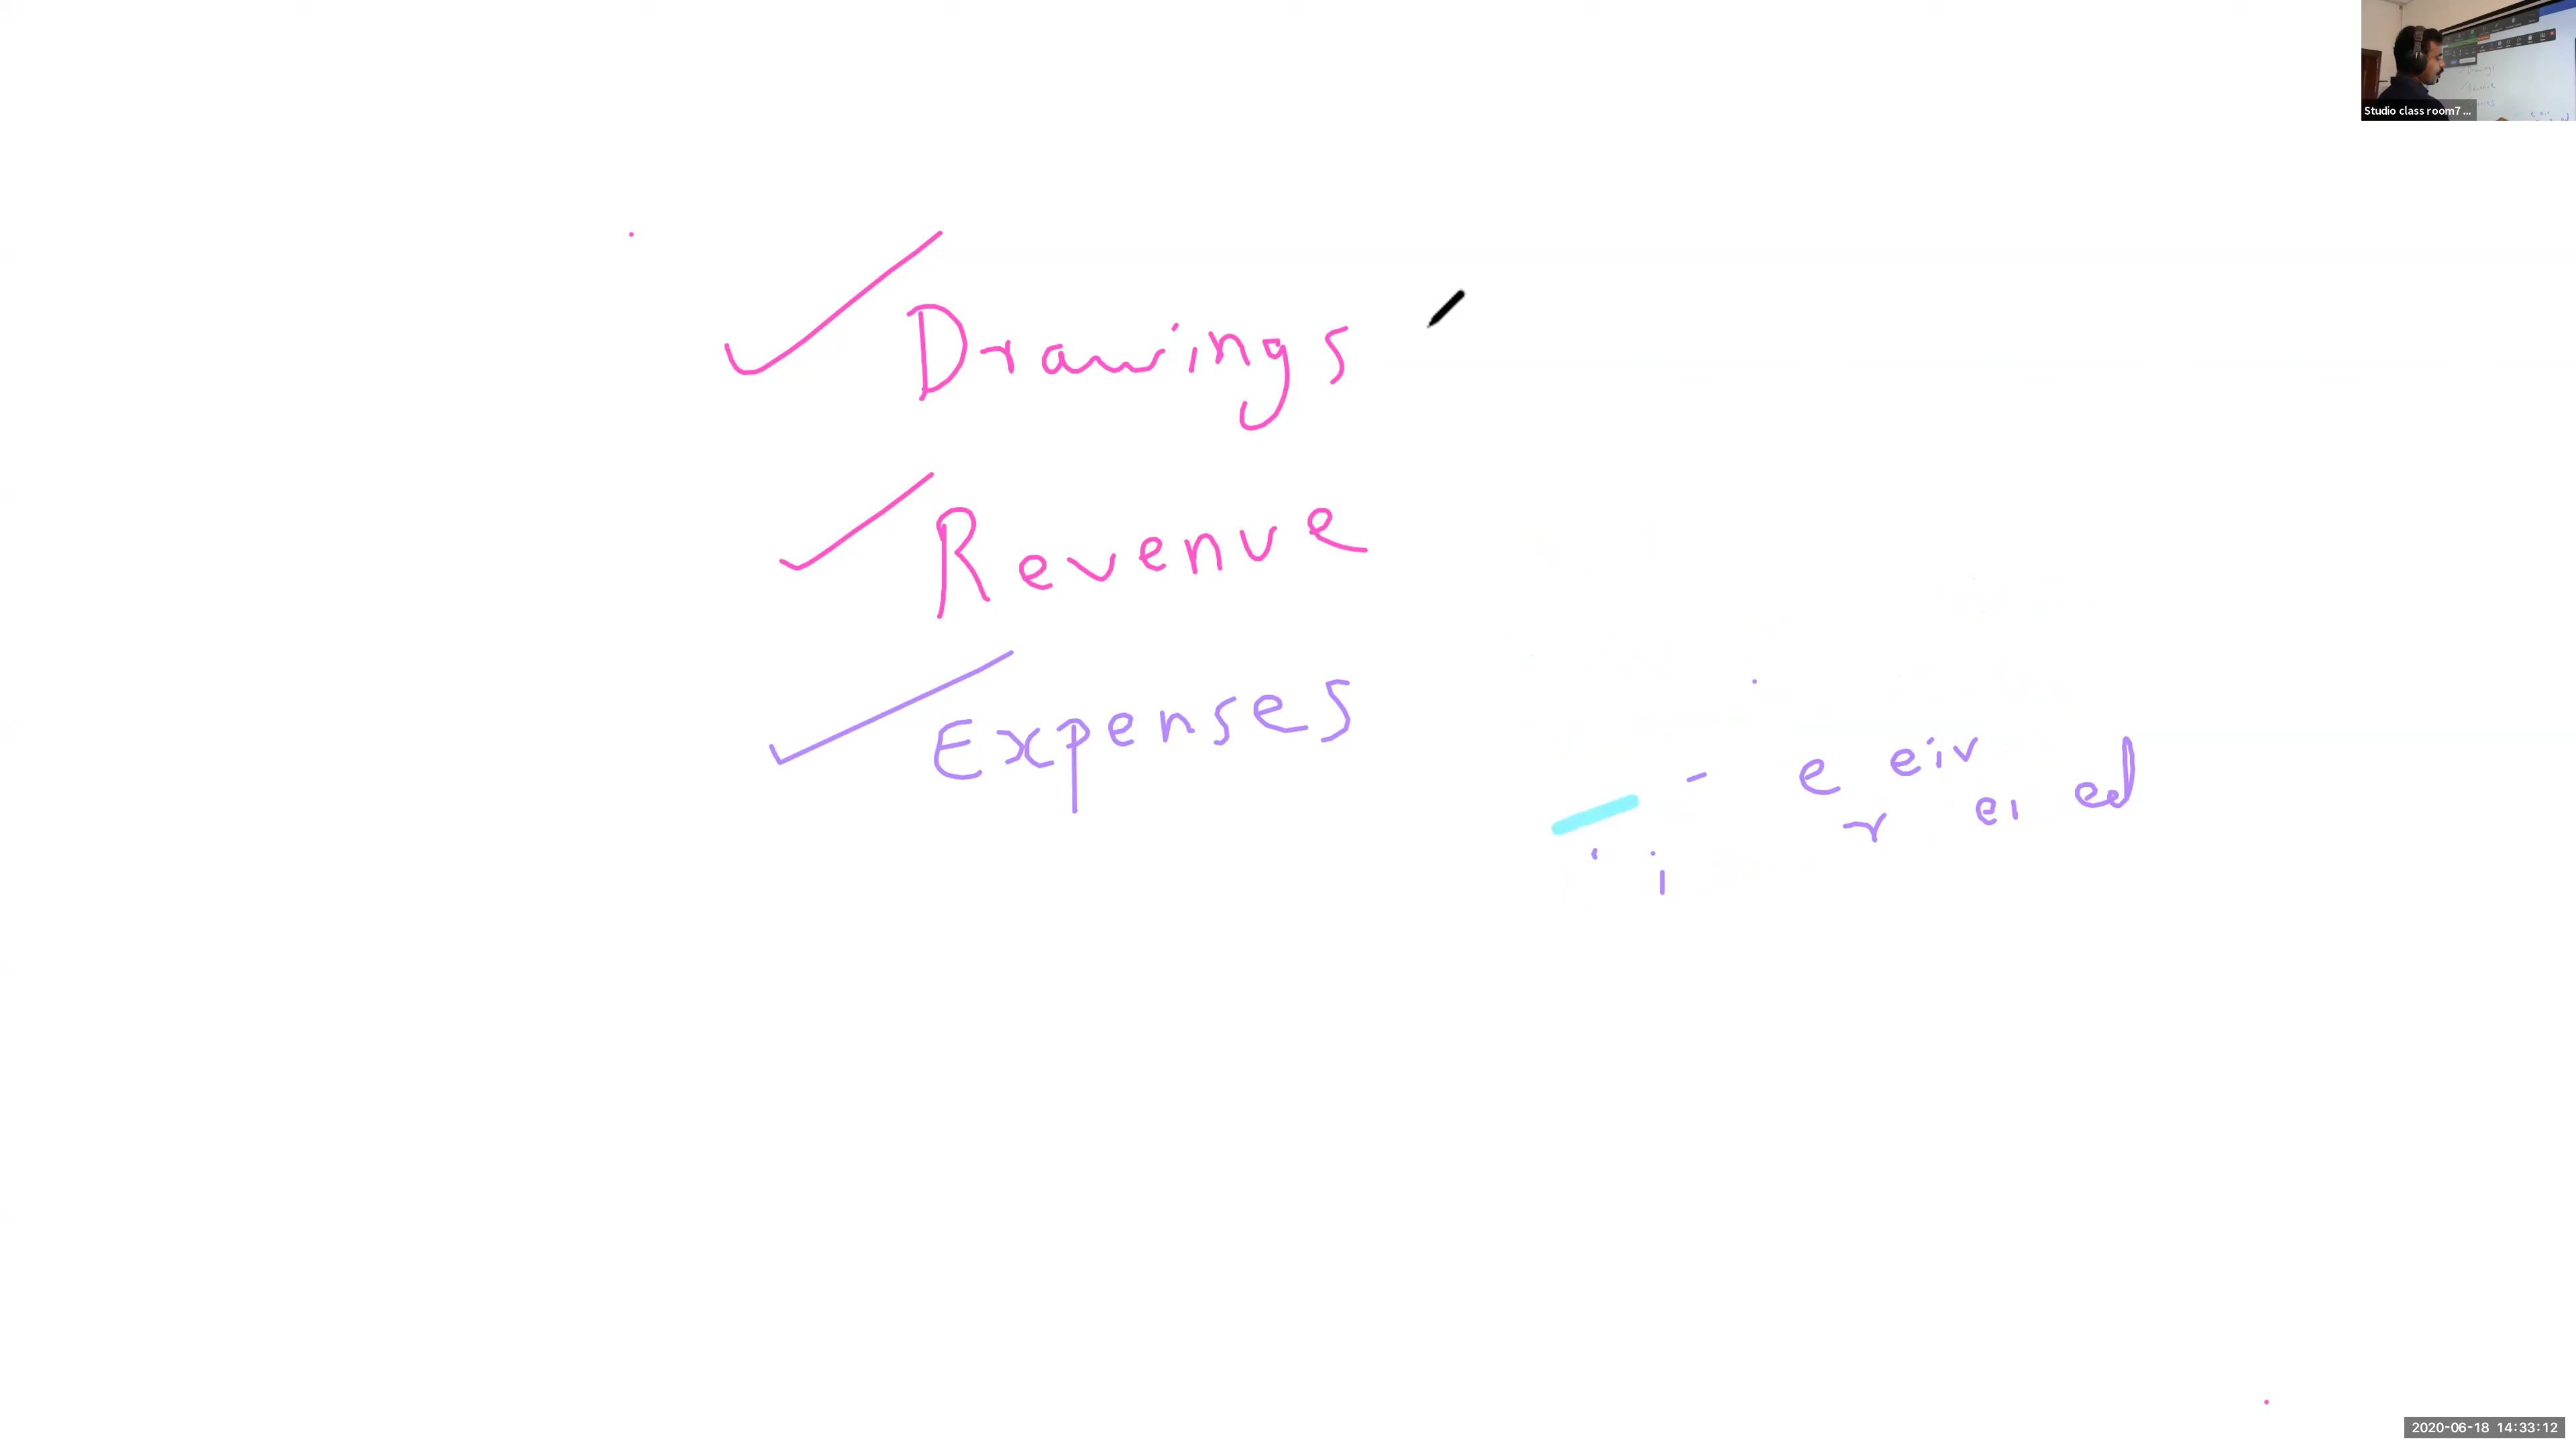 Studio class room7 ...
✓ Drawings
✓ Revenue
✓ Expenses
2020-06-18 14:33:12